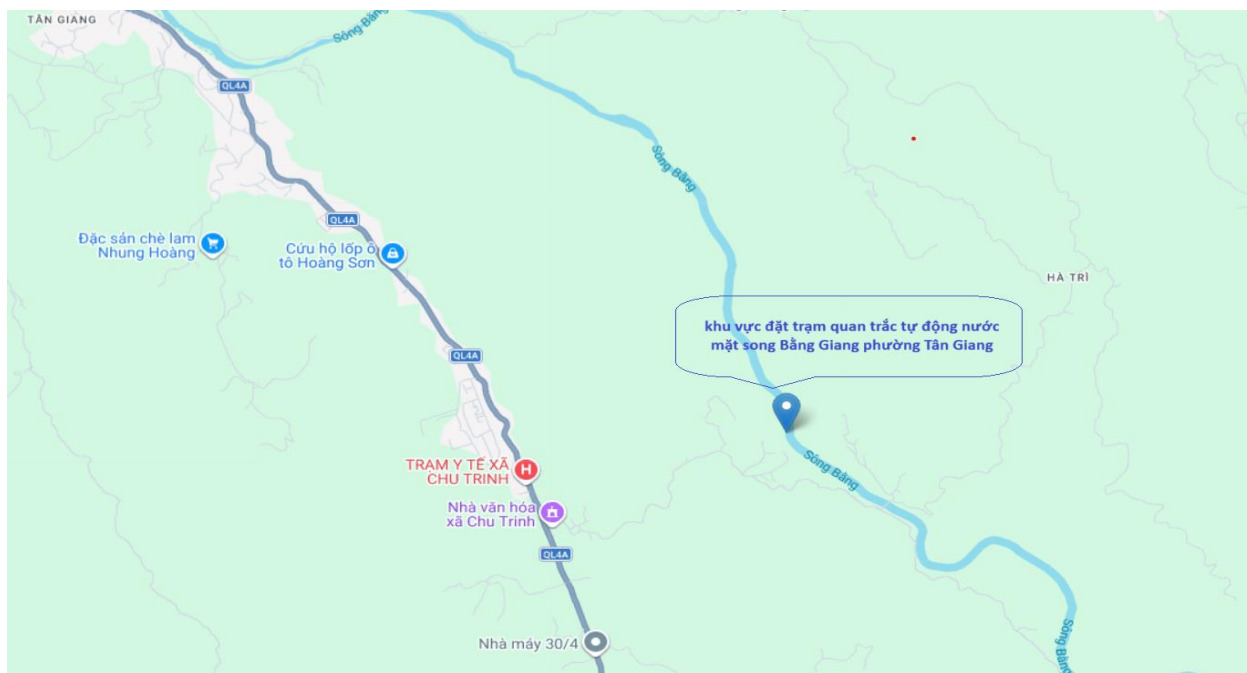 TÂN GIANG
Sông Bằng
QL4A
Sông Bằng
QL4A
Đặc sản chè lam
Nhung Hoàng
Cứu hộ lốp ô
tô Hoàng Sơn
HÀ TRÌ
khu vực đặt trạm quan trắc tự động nước
mặt song Bằng Giang phường Tân Giang
QL4A
TRẠM Y TẾ XÃ
CHU TRINH
Sông Bằng
Nhà văn hóa
xã Chu Trinh
QL4A
Nhà máy 30/4
Sông Bằng